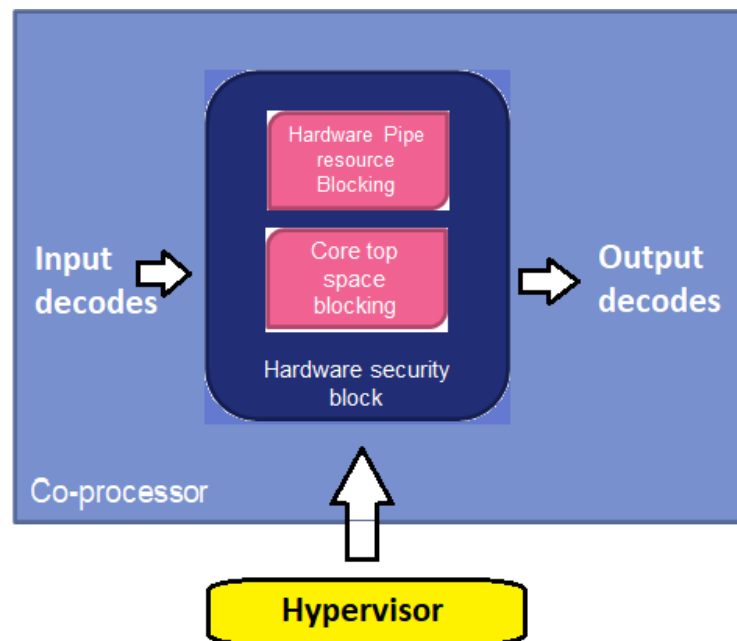 Hardware Pipe
resource
Blocking
Core top
space
blocking
Input
decodes
Output
decodes
Hardware security
block
Co-processor
Hypervisor